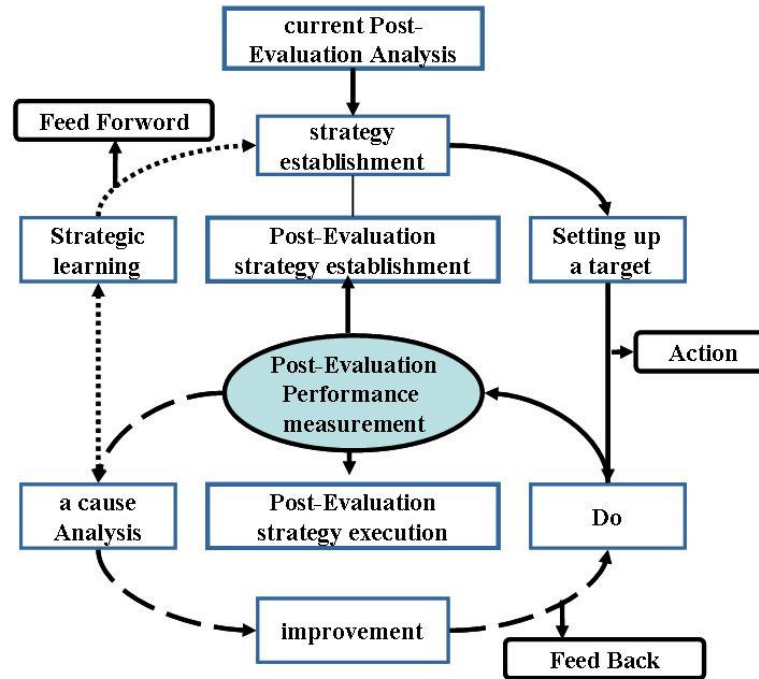 current Post-
Evaluation Analysis
Feed Forword
strategy
establishment
Strategic
learning
Post-Evaluation
strategy establishment
Setting up
a target
Post-Evaluation
Performance
measurement
Action
a cause
Analysis
Post-Evaluation
strategy execution
Do
improvement
Feed Back